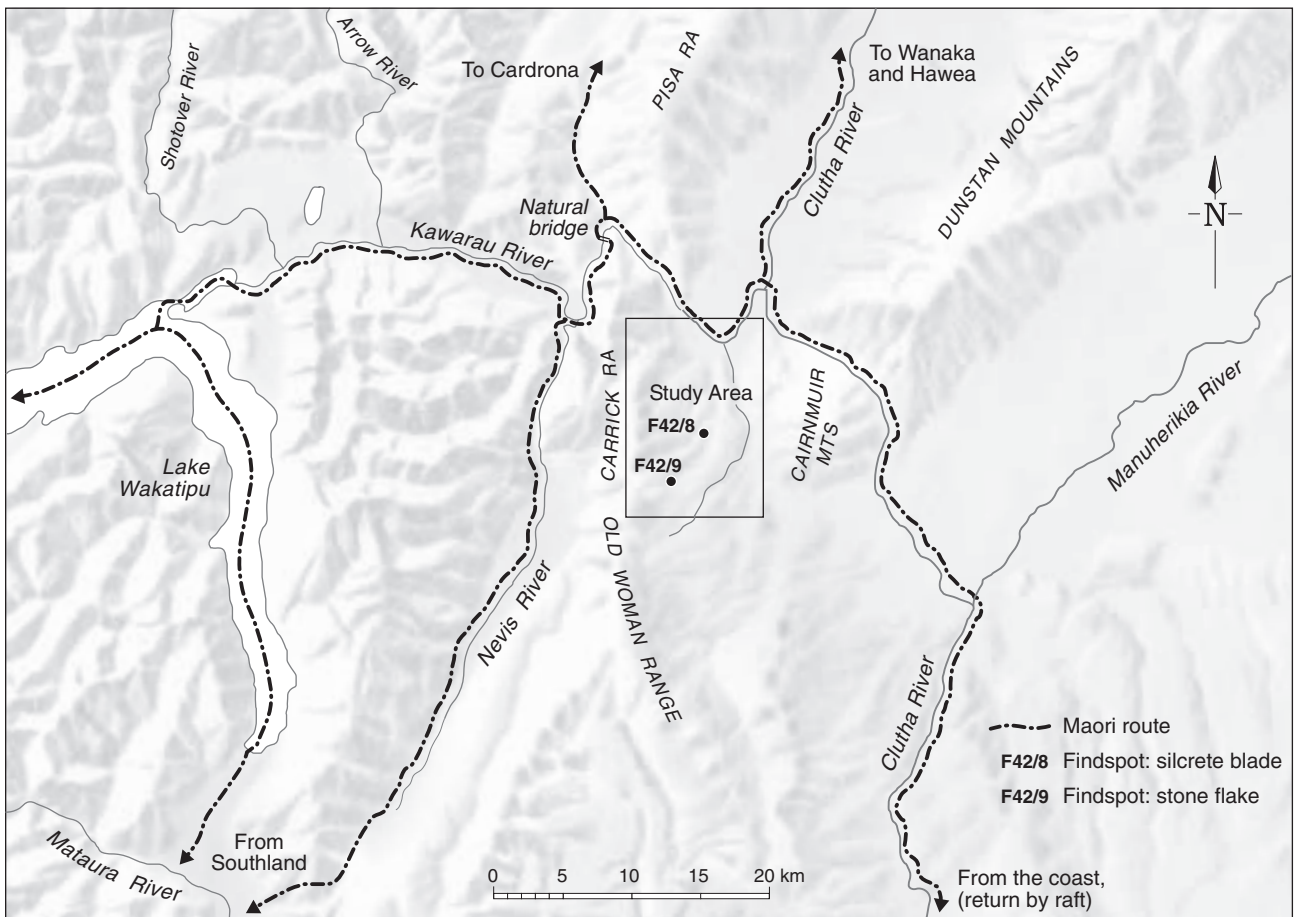 Shotover River
Arrow River
To Cardrona
PISA RA
To Wanaka
and Hawea
Clutha River
DUNSTAN MOUNTAINS
N
Natural
bridge
Kawarau River
CARRICK RA
Study Area
F42/8
F42/9
CAIRNMUIR
MTS
Manuherikia River
Lake
Wakatipu
OLD WOMAN RANGE
Nevis River
Clutha River
Maori route
F42/8 Findspot: silcrete blade
F42/9 Findspot: stone flake
From
Southland
Mataura River
0 5 10 15 20 km
From the coast,
(return by raft)